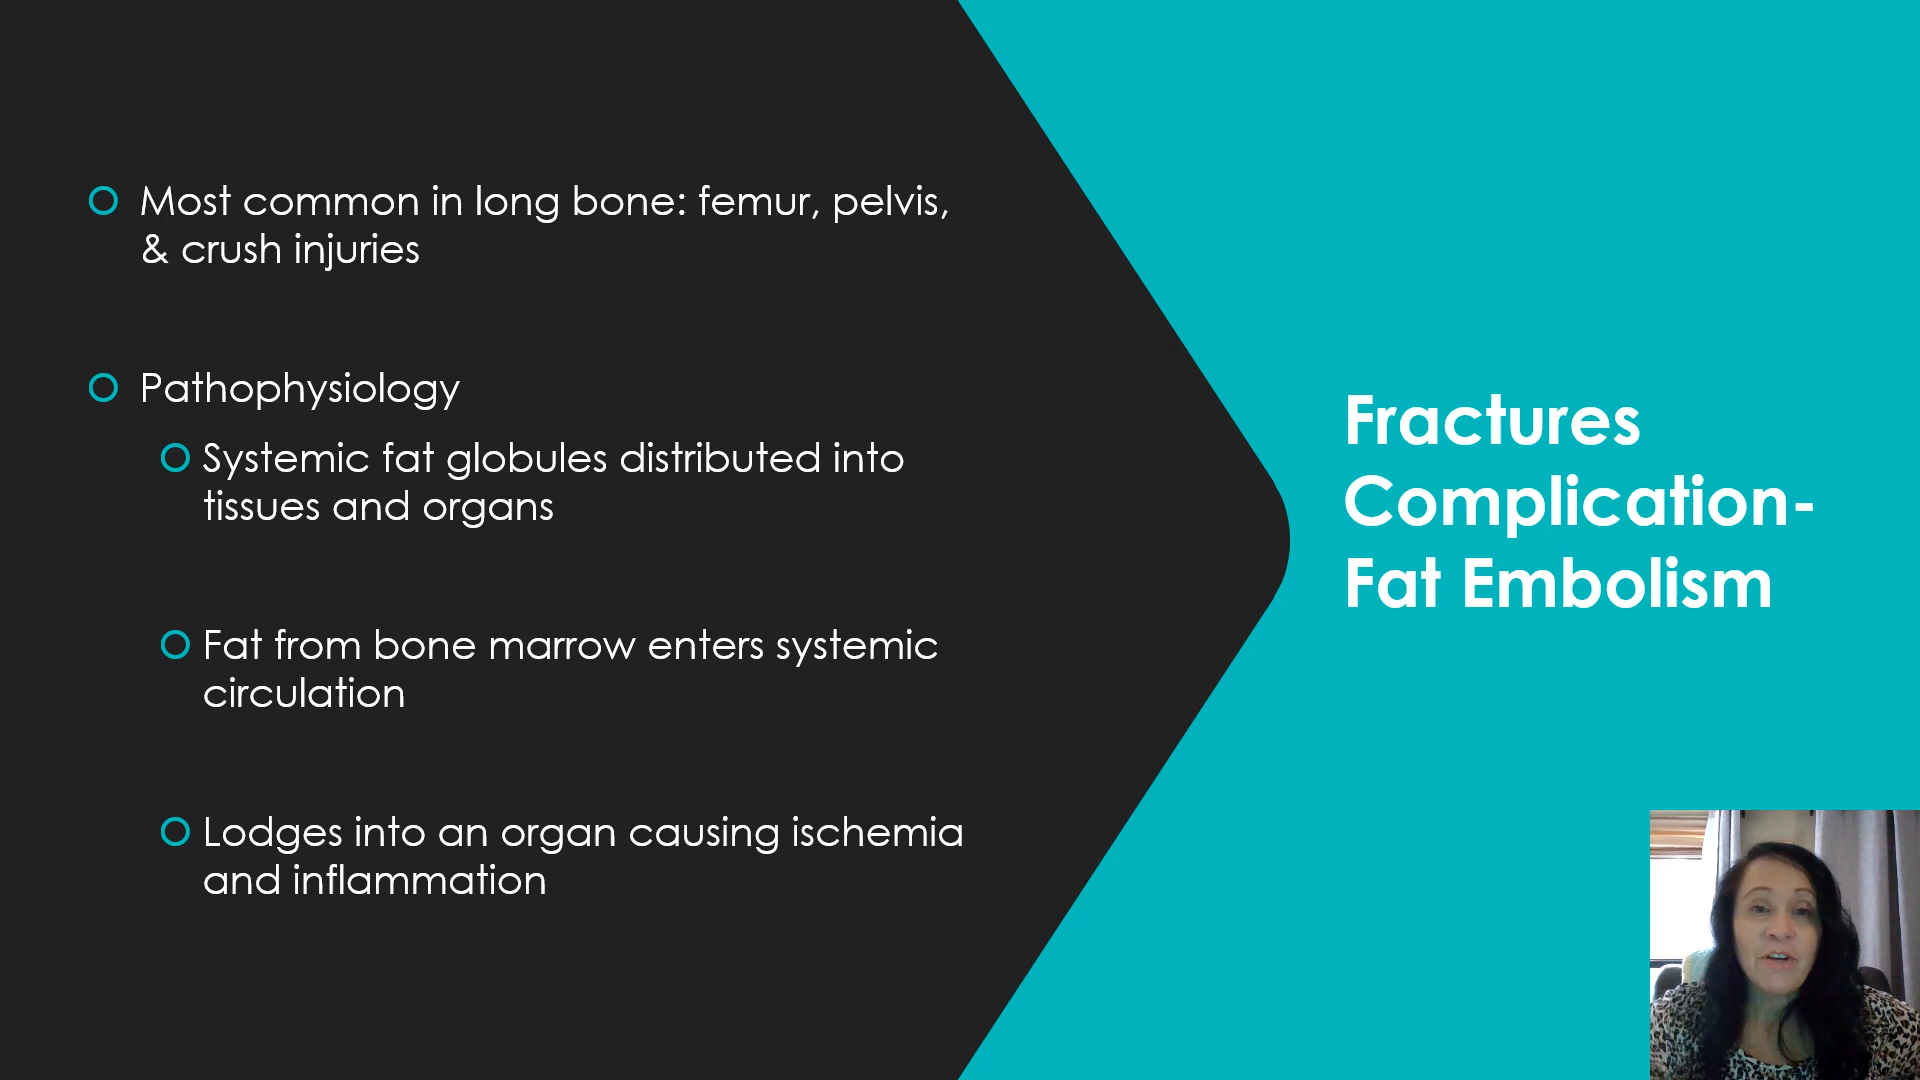 Most common in long bone: femur, pelvis,
& crush injuries
Pathophysiology
Systemic fat globules distributed into
tissues and organs
Fat from bone marrow enters systemic
circulation
Lodges into an organ causing ischemia
and inflammation
Fractures
Complication-
Fat Embolism